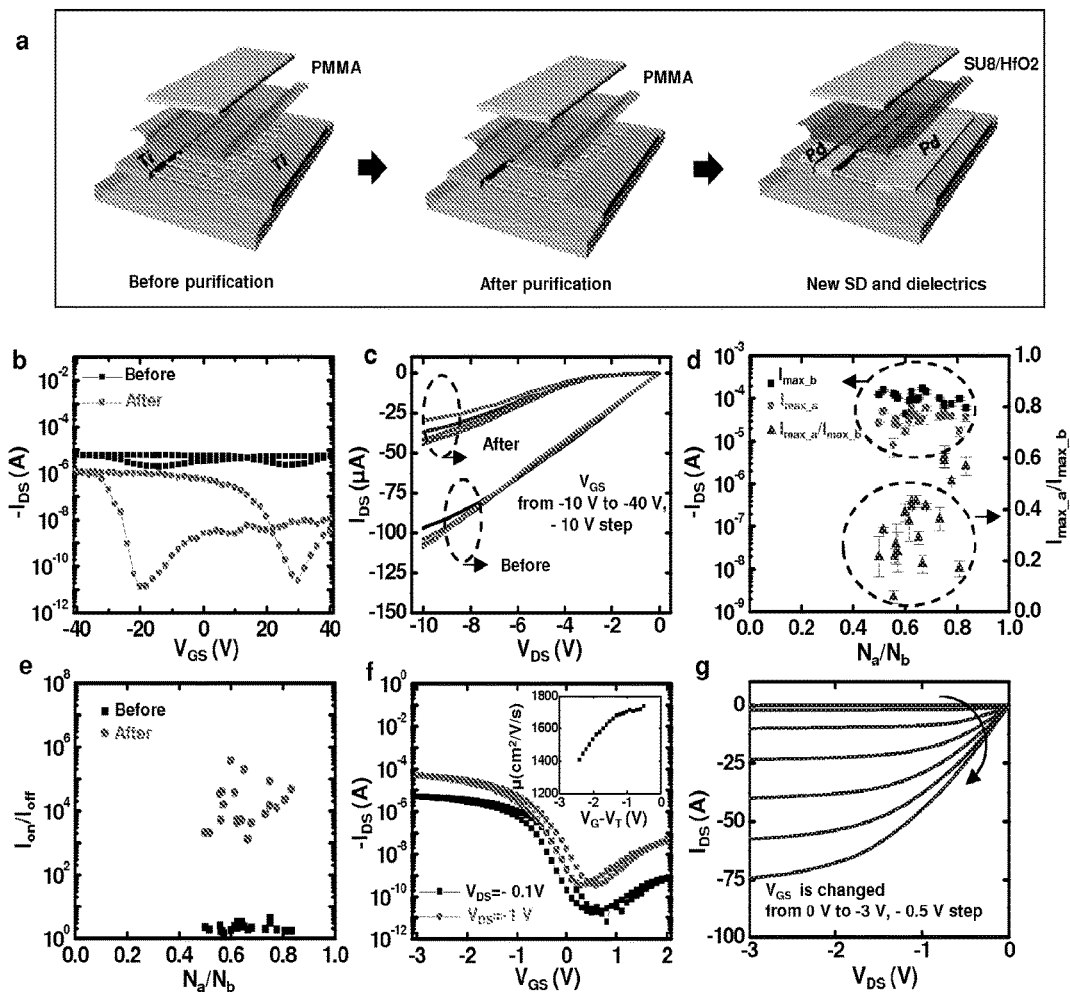 a
PMMA
PMMA
SU8/HfO2
Ti
Ti
Pd
Pd
Before purification
After purification
New SD and dielectrics
b
-I_DS (A)
10^-2
10^-4
10^-6
10^-8
10^-10
10^-12
Before
After
-40
-20
0
20
40
V_GS (V)
c
I_DS (µA)
0
-25
-50
-75
-100
-125
-150
After
V_GS
from -10 V to -40 V,
- 10 V step
Before
-10
-8
-6
-4
-2
0
V_DS (V)
d
-I_DS (A)
10^-3
10^-4
10^-5
10^-6
10^-7
10^-8
10^-9
I_max_b
I_max_a
I_max_a/I_max_b
1.0
0.8
0.6
0.4
0.2
0.0
I_max_a/I_max_b
0.0
0.2
0.4
0.6
0.8
1.0
N_a/N_b
e
I_on/I_off
10^8
10^6
10^4
10^2
10^0
Before
After
0.0
0.2
0.4
0.6
0.8
1.0
N_a/N_b
f
-I_DS (A)
10^0
10^-2
10^-4
10^-6
10^-8
10^-10
10^-12
µ(cm^2/V/s)
1800
1600
1400
1200
-3
-2
-1
0
V_G-V_T (V)
V_DS=- 0.1V
V_DS=-1 V
-3
-2
-1
0
1
2
V_GS (V)
g
I_DS (A)
0
-25
-50
-75
-100
V_GS is changed
from 0 V to -3 V, - 0.5 V step
-3
-2
-1
0
V_DS (V)